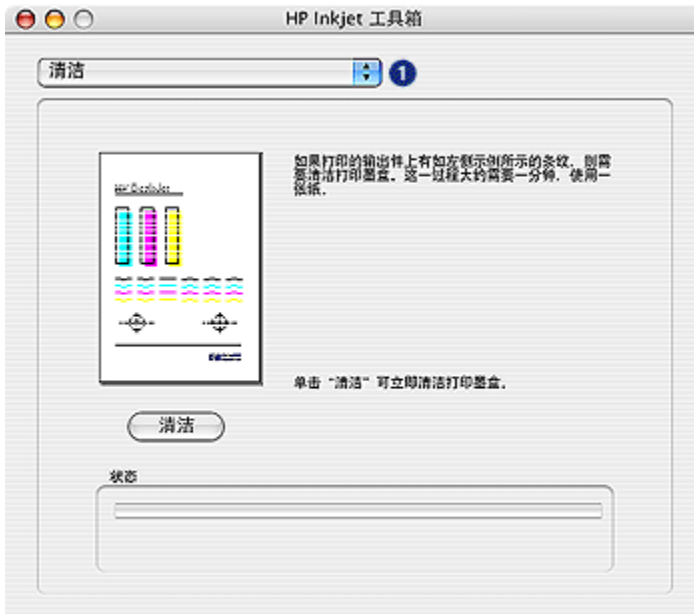 HP Inkjet 工具箱
清洁
1
如果打印的输出件上有如左侧示例所示的条纹，则需
要清洁打印墨盒。这一过程大约需要一分钟，使用一
张纸．
单击“清洁”可立即清洁打印墨盒．
清洁
状态